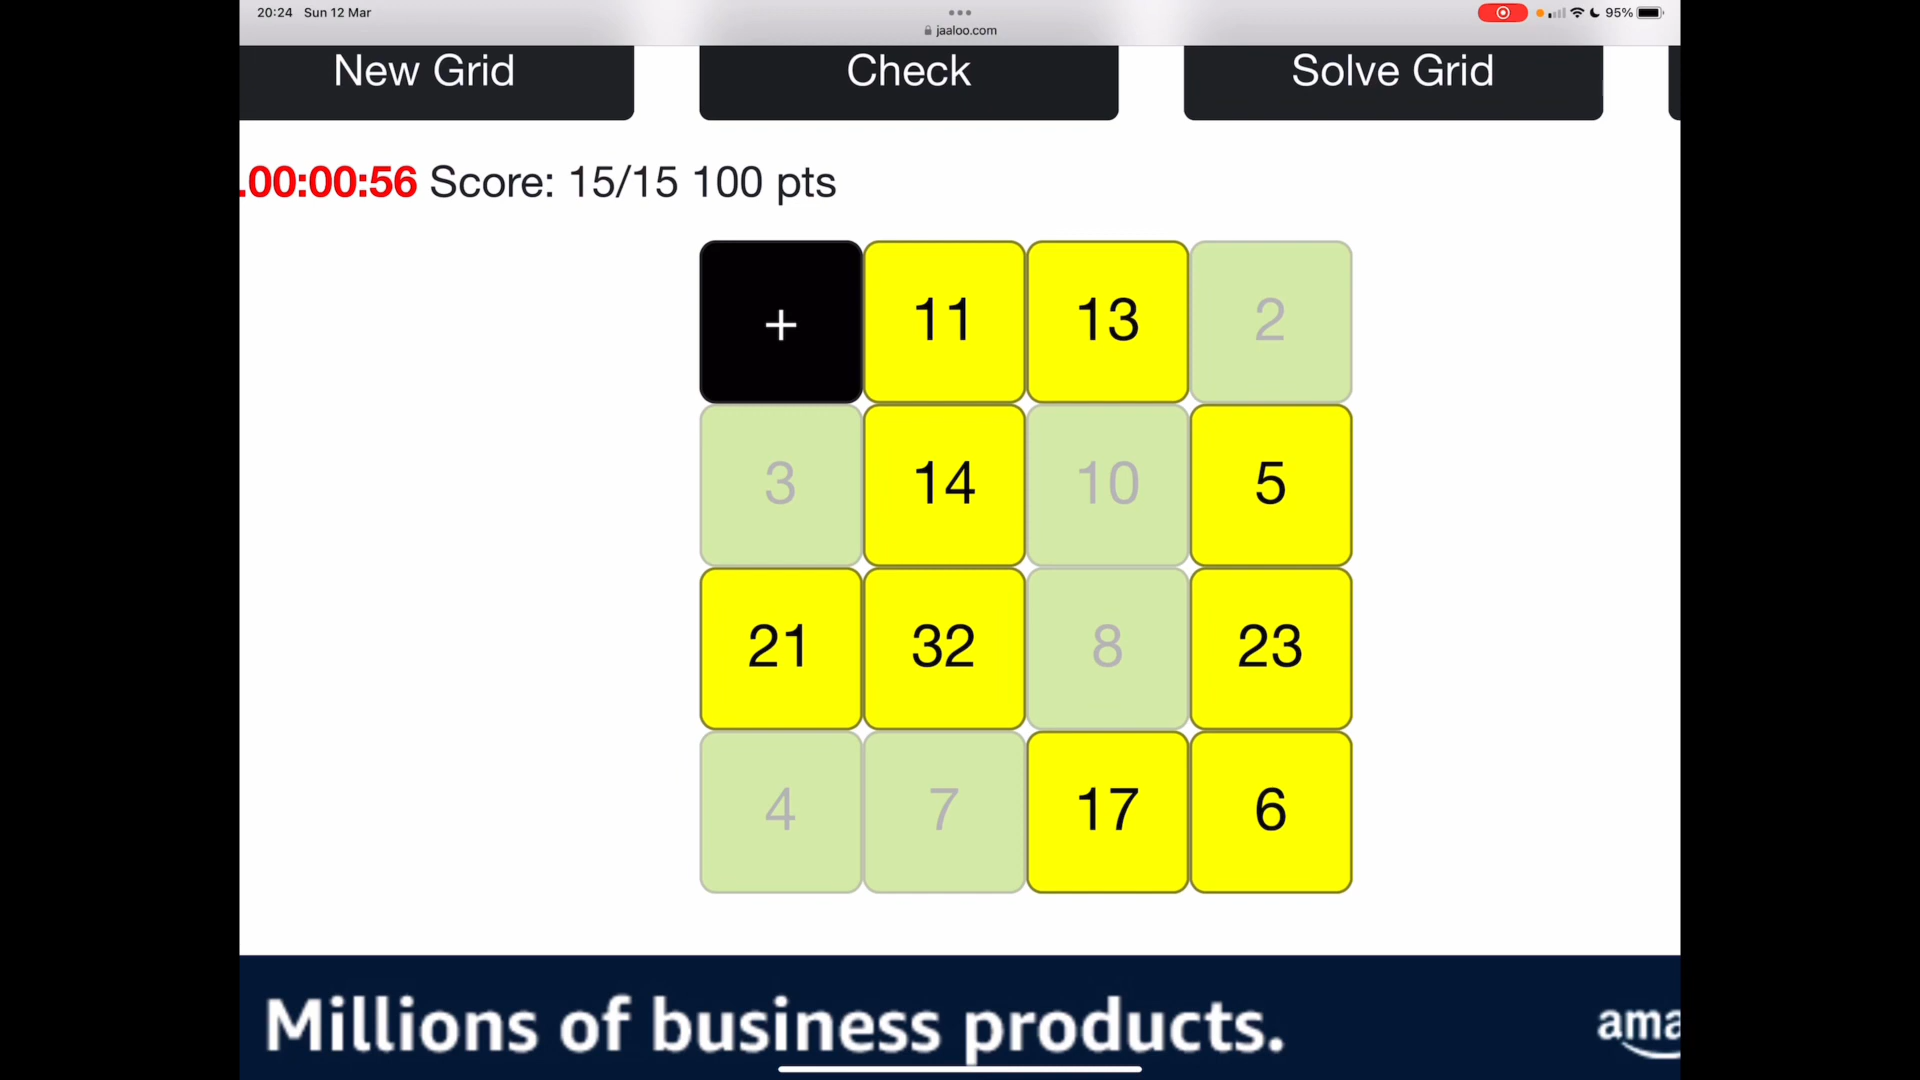 20:24 Sun 12 Mar
95%
jaaloo.com
New Grid Check Solve Grid
.00:00:56 Score: 15/15 100 pts
+ 11 13 2
3 14 10 5
21 32 8 23
4 7 17 6
Millions of business products. ama